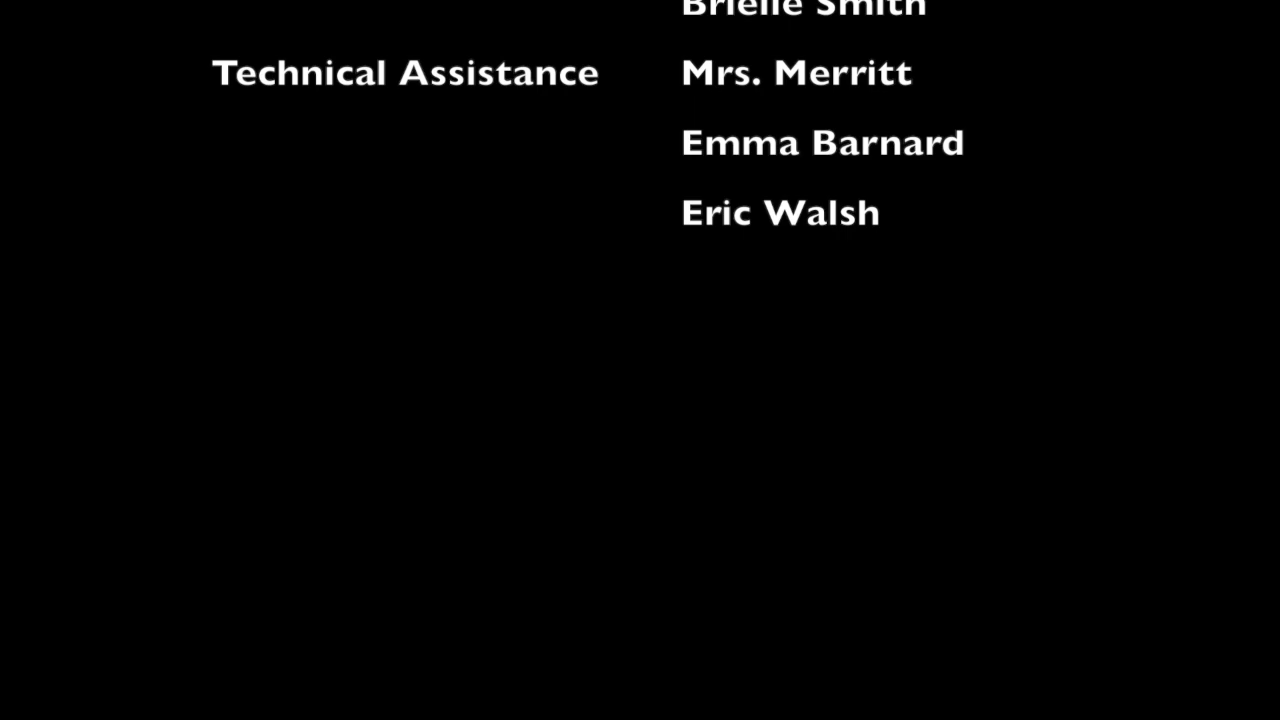 Brielle Smith
Technical Assistance Mrs. Merritt
Emma Barnard
Eric Walsh